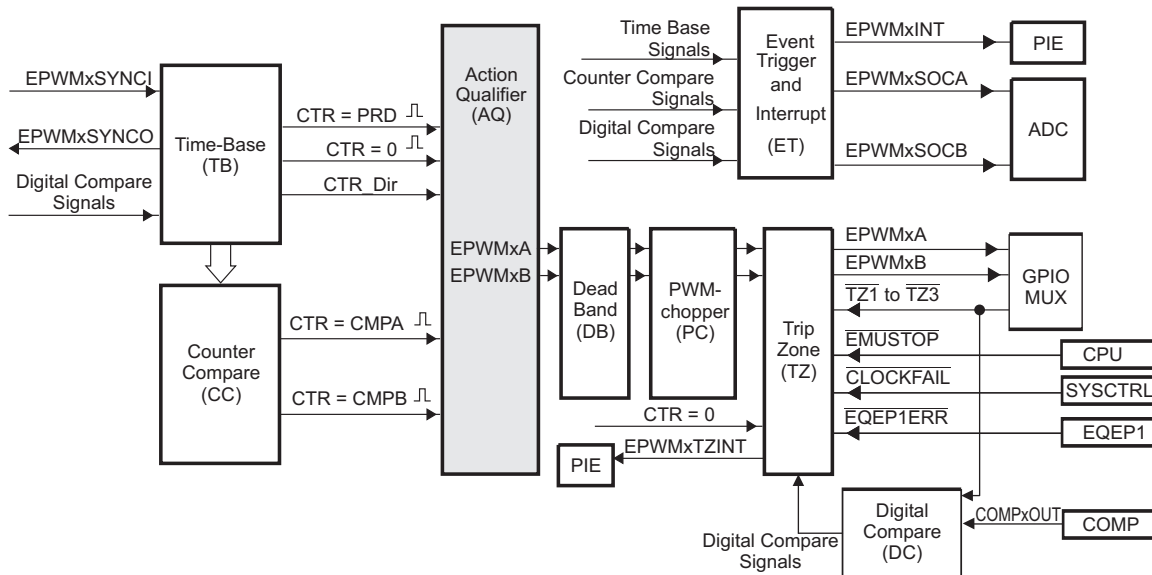 EPWMxSYNCI
EPWMxSYNCO
Digital Compare
Signals
Time-Base
(TB)
CTR = PRD
CTR = 0
CTR_Dir
Counter
Compare
(CC)
CTR = CMPA
CTR = CMPB
Action
Qualifier
(AQ)
EPWMxA
EPWMxB
Time Base
Signals
Counter Compare
Signals
Digital Compare
Signals
Event
Trigger
and
Interrupt
(ET)
EPWMxINT
EPWMxSOCA
EPWMxSOCB
PIE
ADC
Dead
Band
(DB)
PWM-
chopper
(PC)
Trip
Zone
(TZ)
EPWMxA
EPWMxB
TZ1 to TZ3
EMUSTOP
CLOCKFAIL
EQEP1ERR
GPIO
MUX
CPU
SYSCTRL
EQEP1
CTR = 0
EPWMxTZINT
PIE
Digital Compare
Signals
Digital
Compare
(DC)
COMPxOUT
COMP